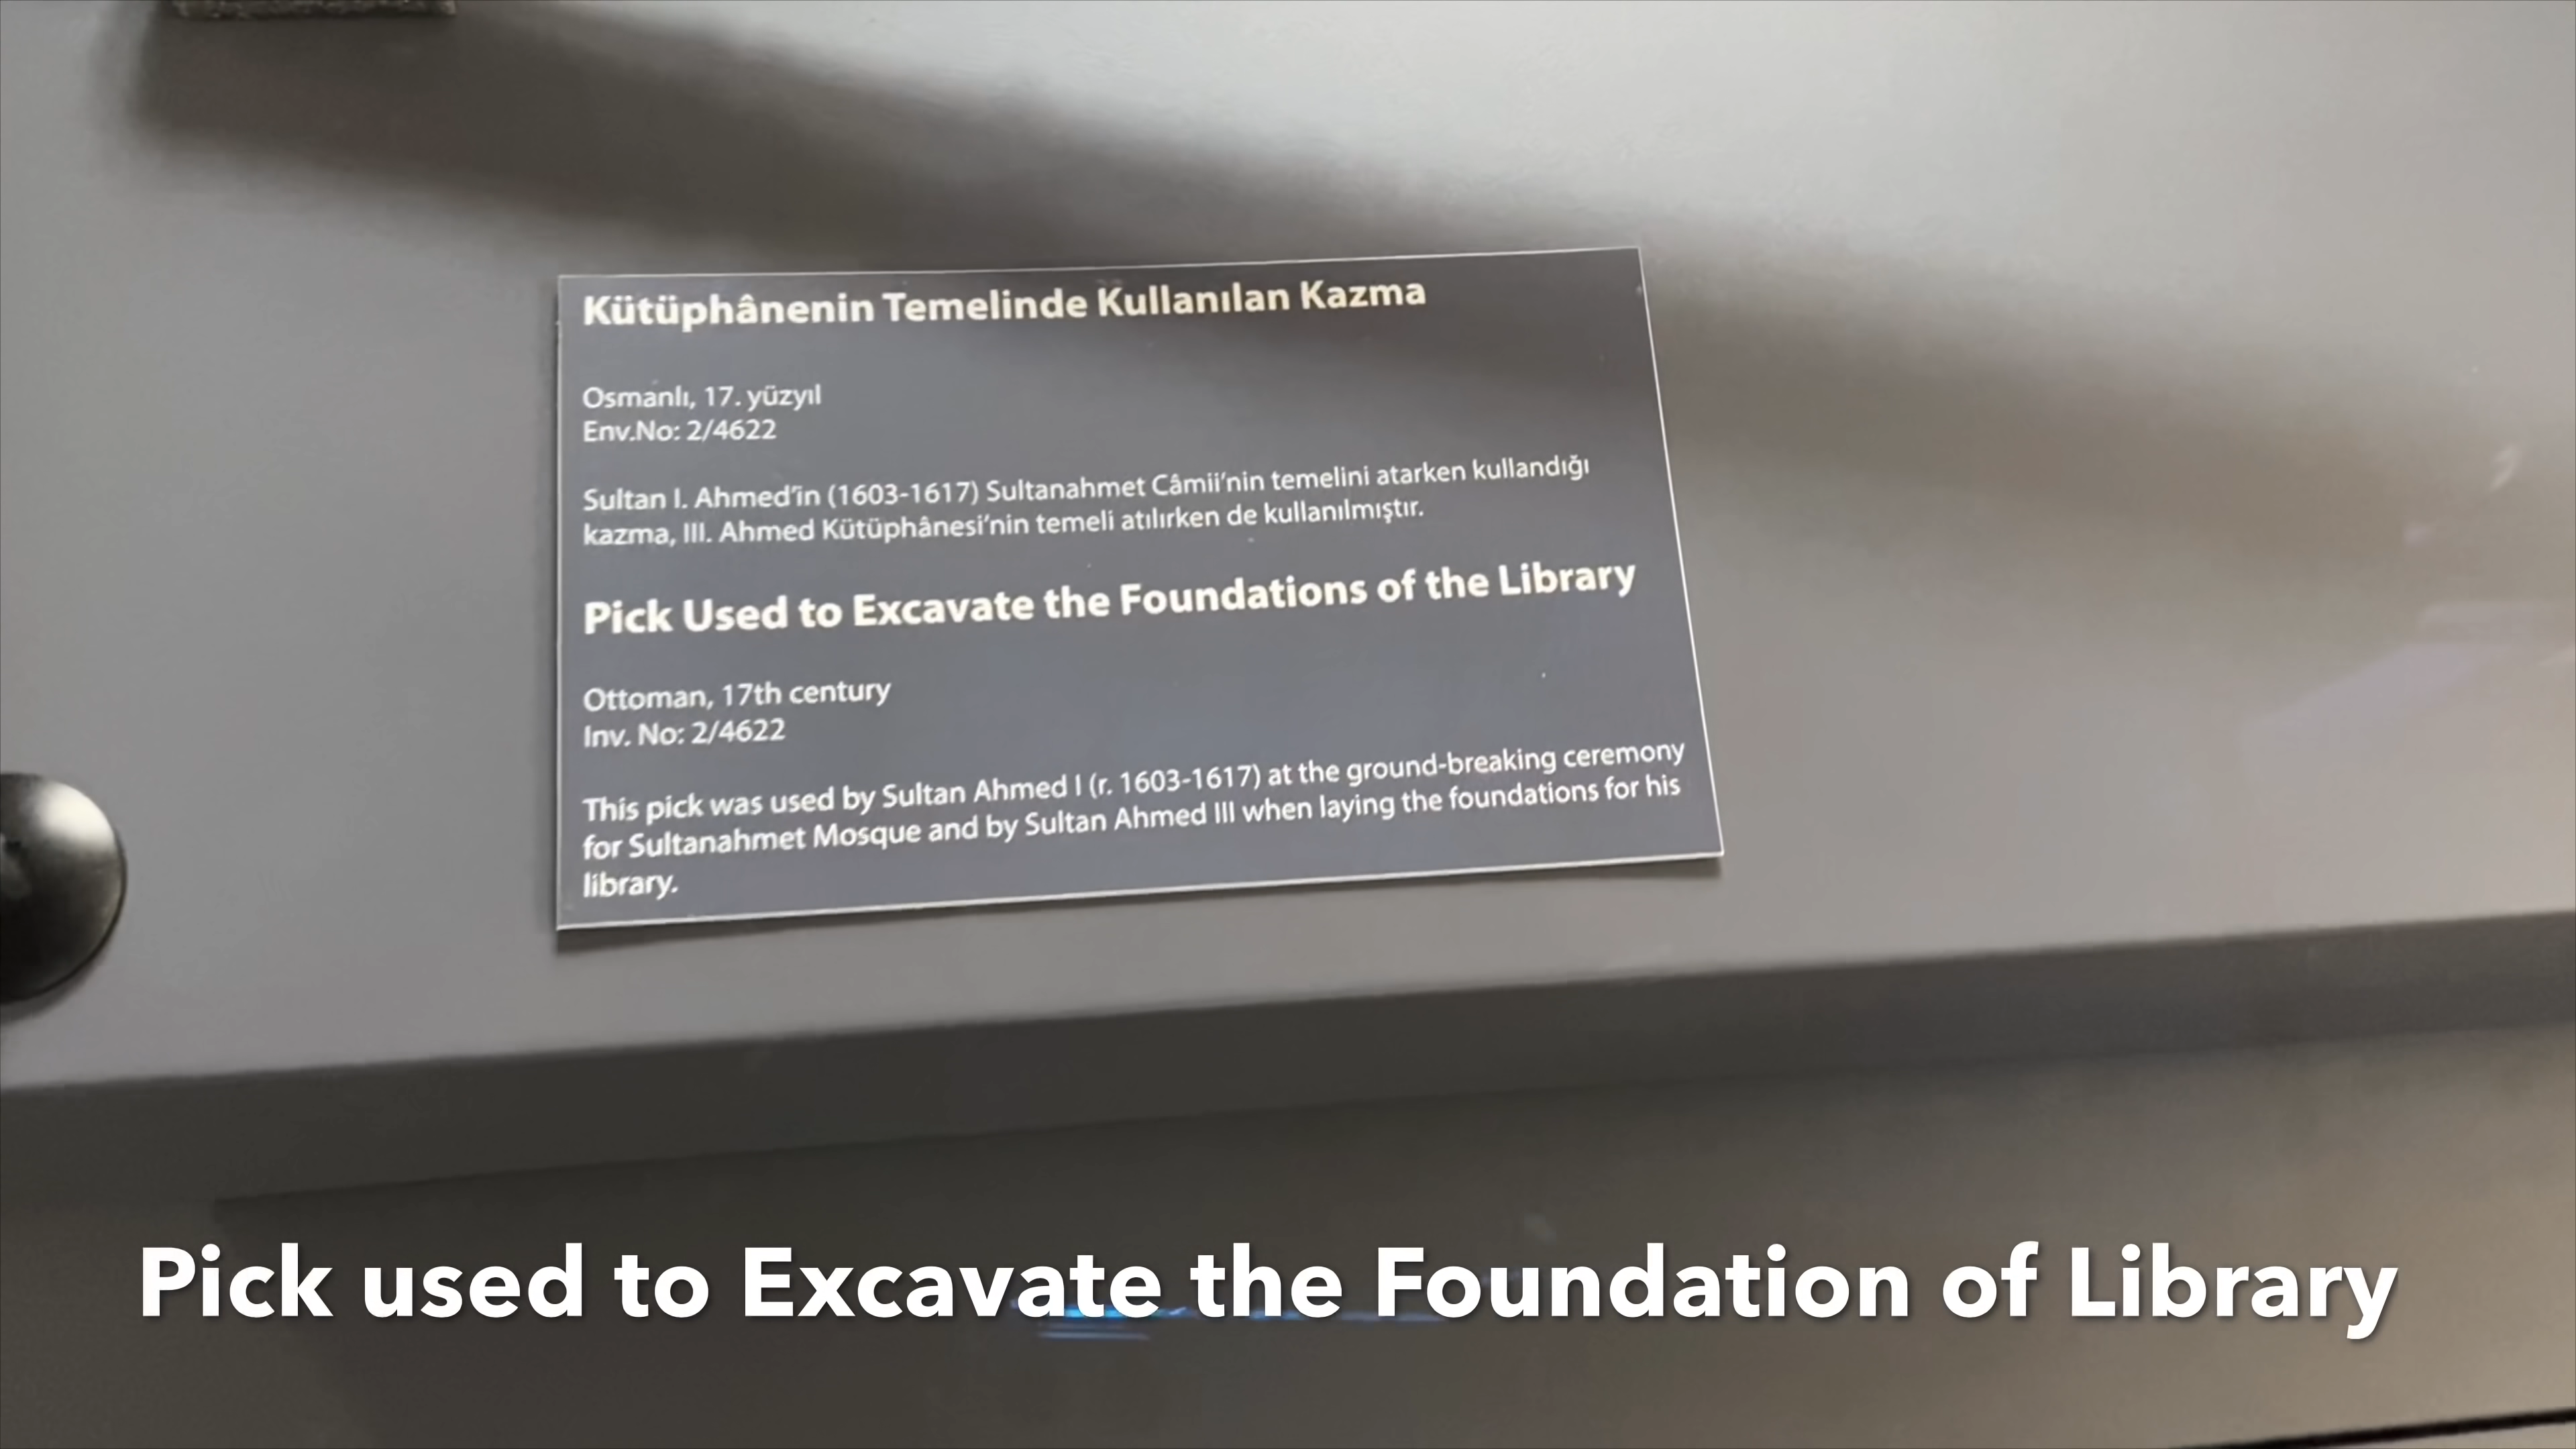 Kütüphânenin Temelinde Kullanılan Kazma
Osmanlı, 17. yüzyıl
Env.No: 2/4622
Sultan I. Ahmed'in (1603-1617) Sultanahmet Câmii'nin temelini atarken kullandığı
kazma, III. Ahmed Kütüphânesi'nin temeli atılırken de kullanılmıştır.
Pick Used to Excavate the Foundations of the Library
Ottoman, 17th century
Inv. No: 2/4622
This pick was used by Sultan Ahmed I (r. 1603-1617) at the ground-breaking ceremony
for Sultanahmet Mosque and by Sultan Ahmed III when laying the foundations for his
library.
Pick used to Excavate the Foundation of Library